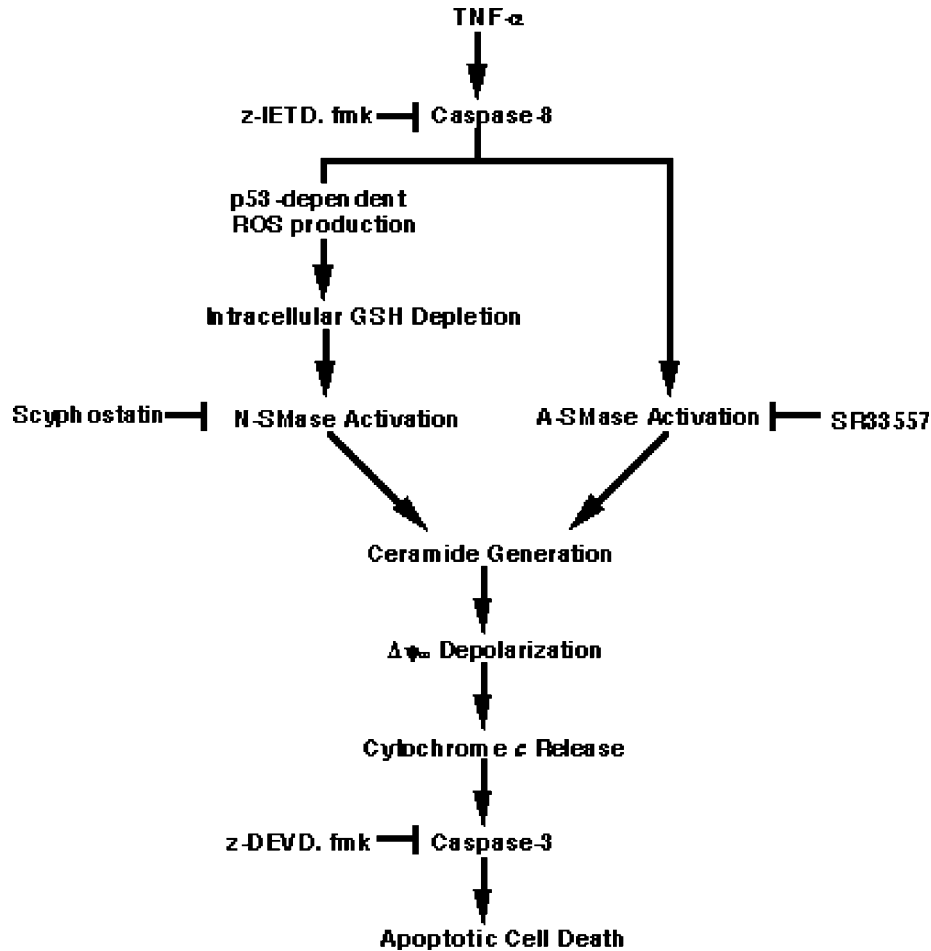 TNF-α
z-IETD. fmk
Caspase-8
p53-dependent
ROS production
Intracellular GSH Depletion
Scyphostatin
N-SMase Activation
A-SMase Activation
SR33557
Ceramide Generation
Δψm Depolarization
Cytochrome c Release
z-DEVD. fmk
Caspase-3
Apoptotic Cell Death